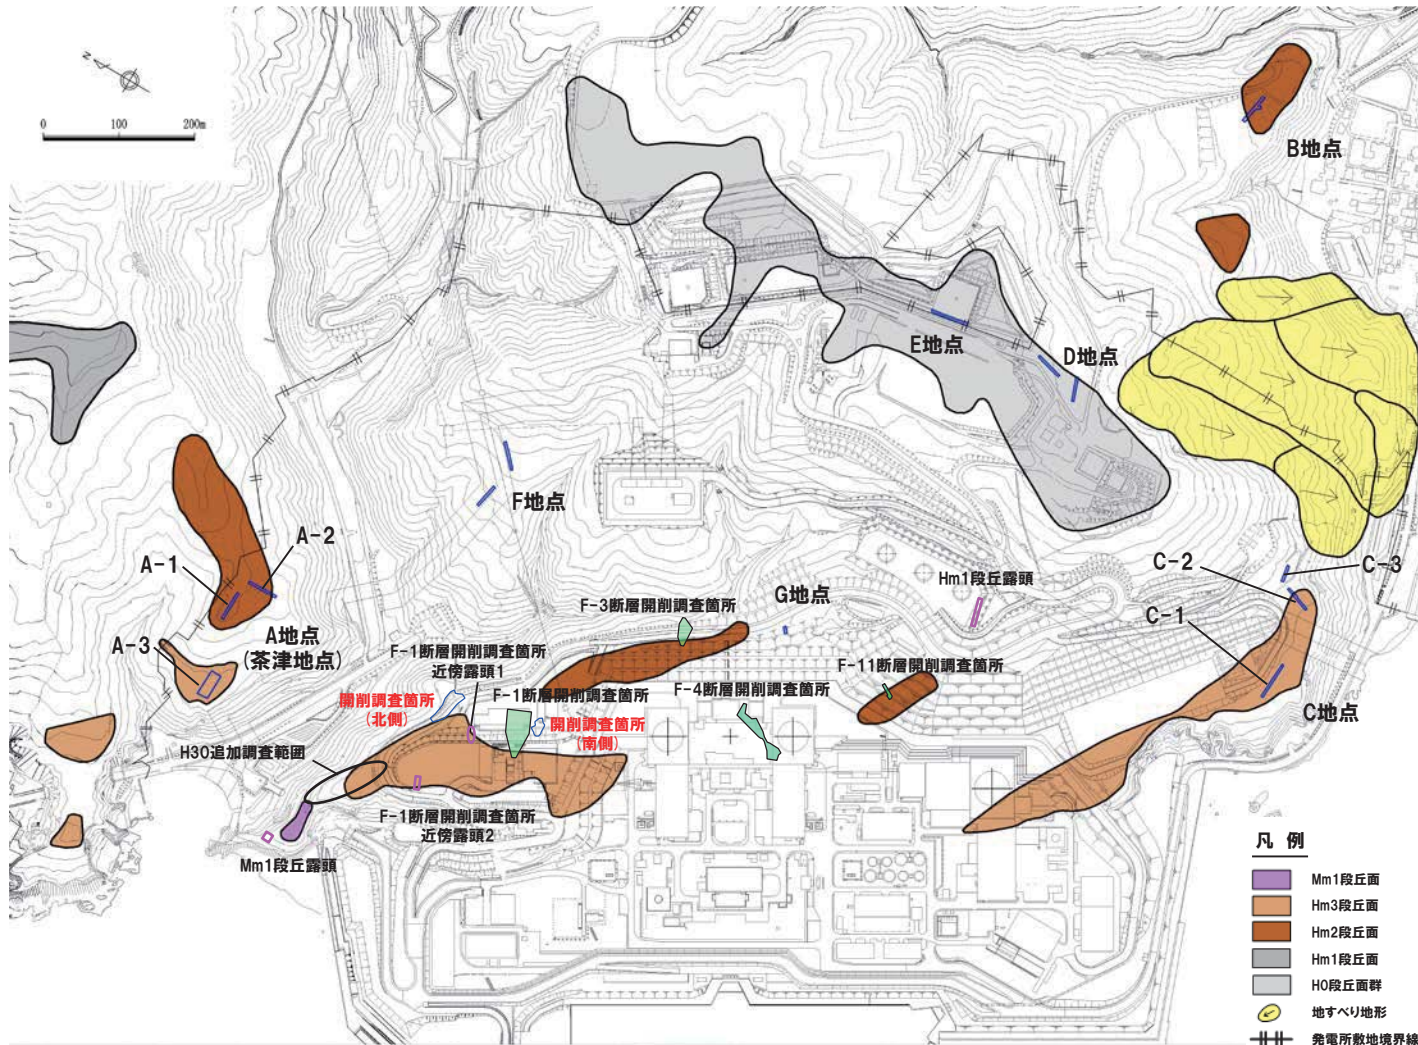 N
0 100 200m
B地点
E地点
D地点
F地点
A-2
A-1
A地点
(茶津地点)
A-3
C-3
C-2
C-1
C地点
Hm1段丘露頭
G地点
F-3断層開削調査箇所
F-1断層開削調査箇所
近傍露頭1
F-1断層開削調査箇所
F-11断層開削調査箇所
F-4断層開削調査箇所
開削調査箇所
(北側)
開削調査箇所
(南側)
H30追加調査範囲
F-1断層開削調査箇所
近傍露頭2
Mm1段丘露頭
凡 例
Mm1段丘面
Hm3段丘面
Hm2段丘面
Hm1段丘面
H0段丘面群
地すべり地形
発電所敷地境界線